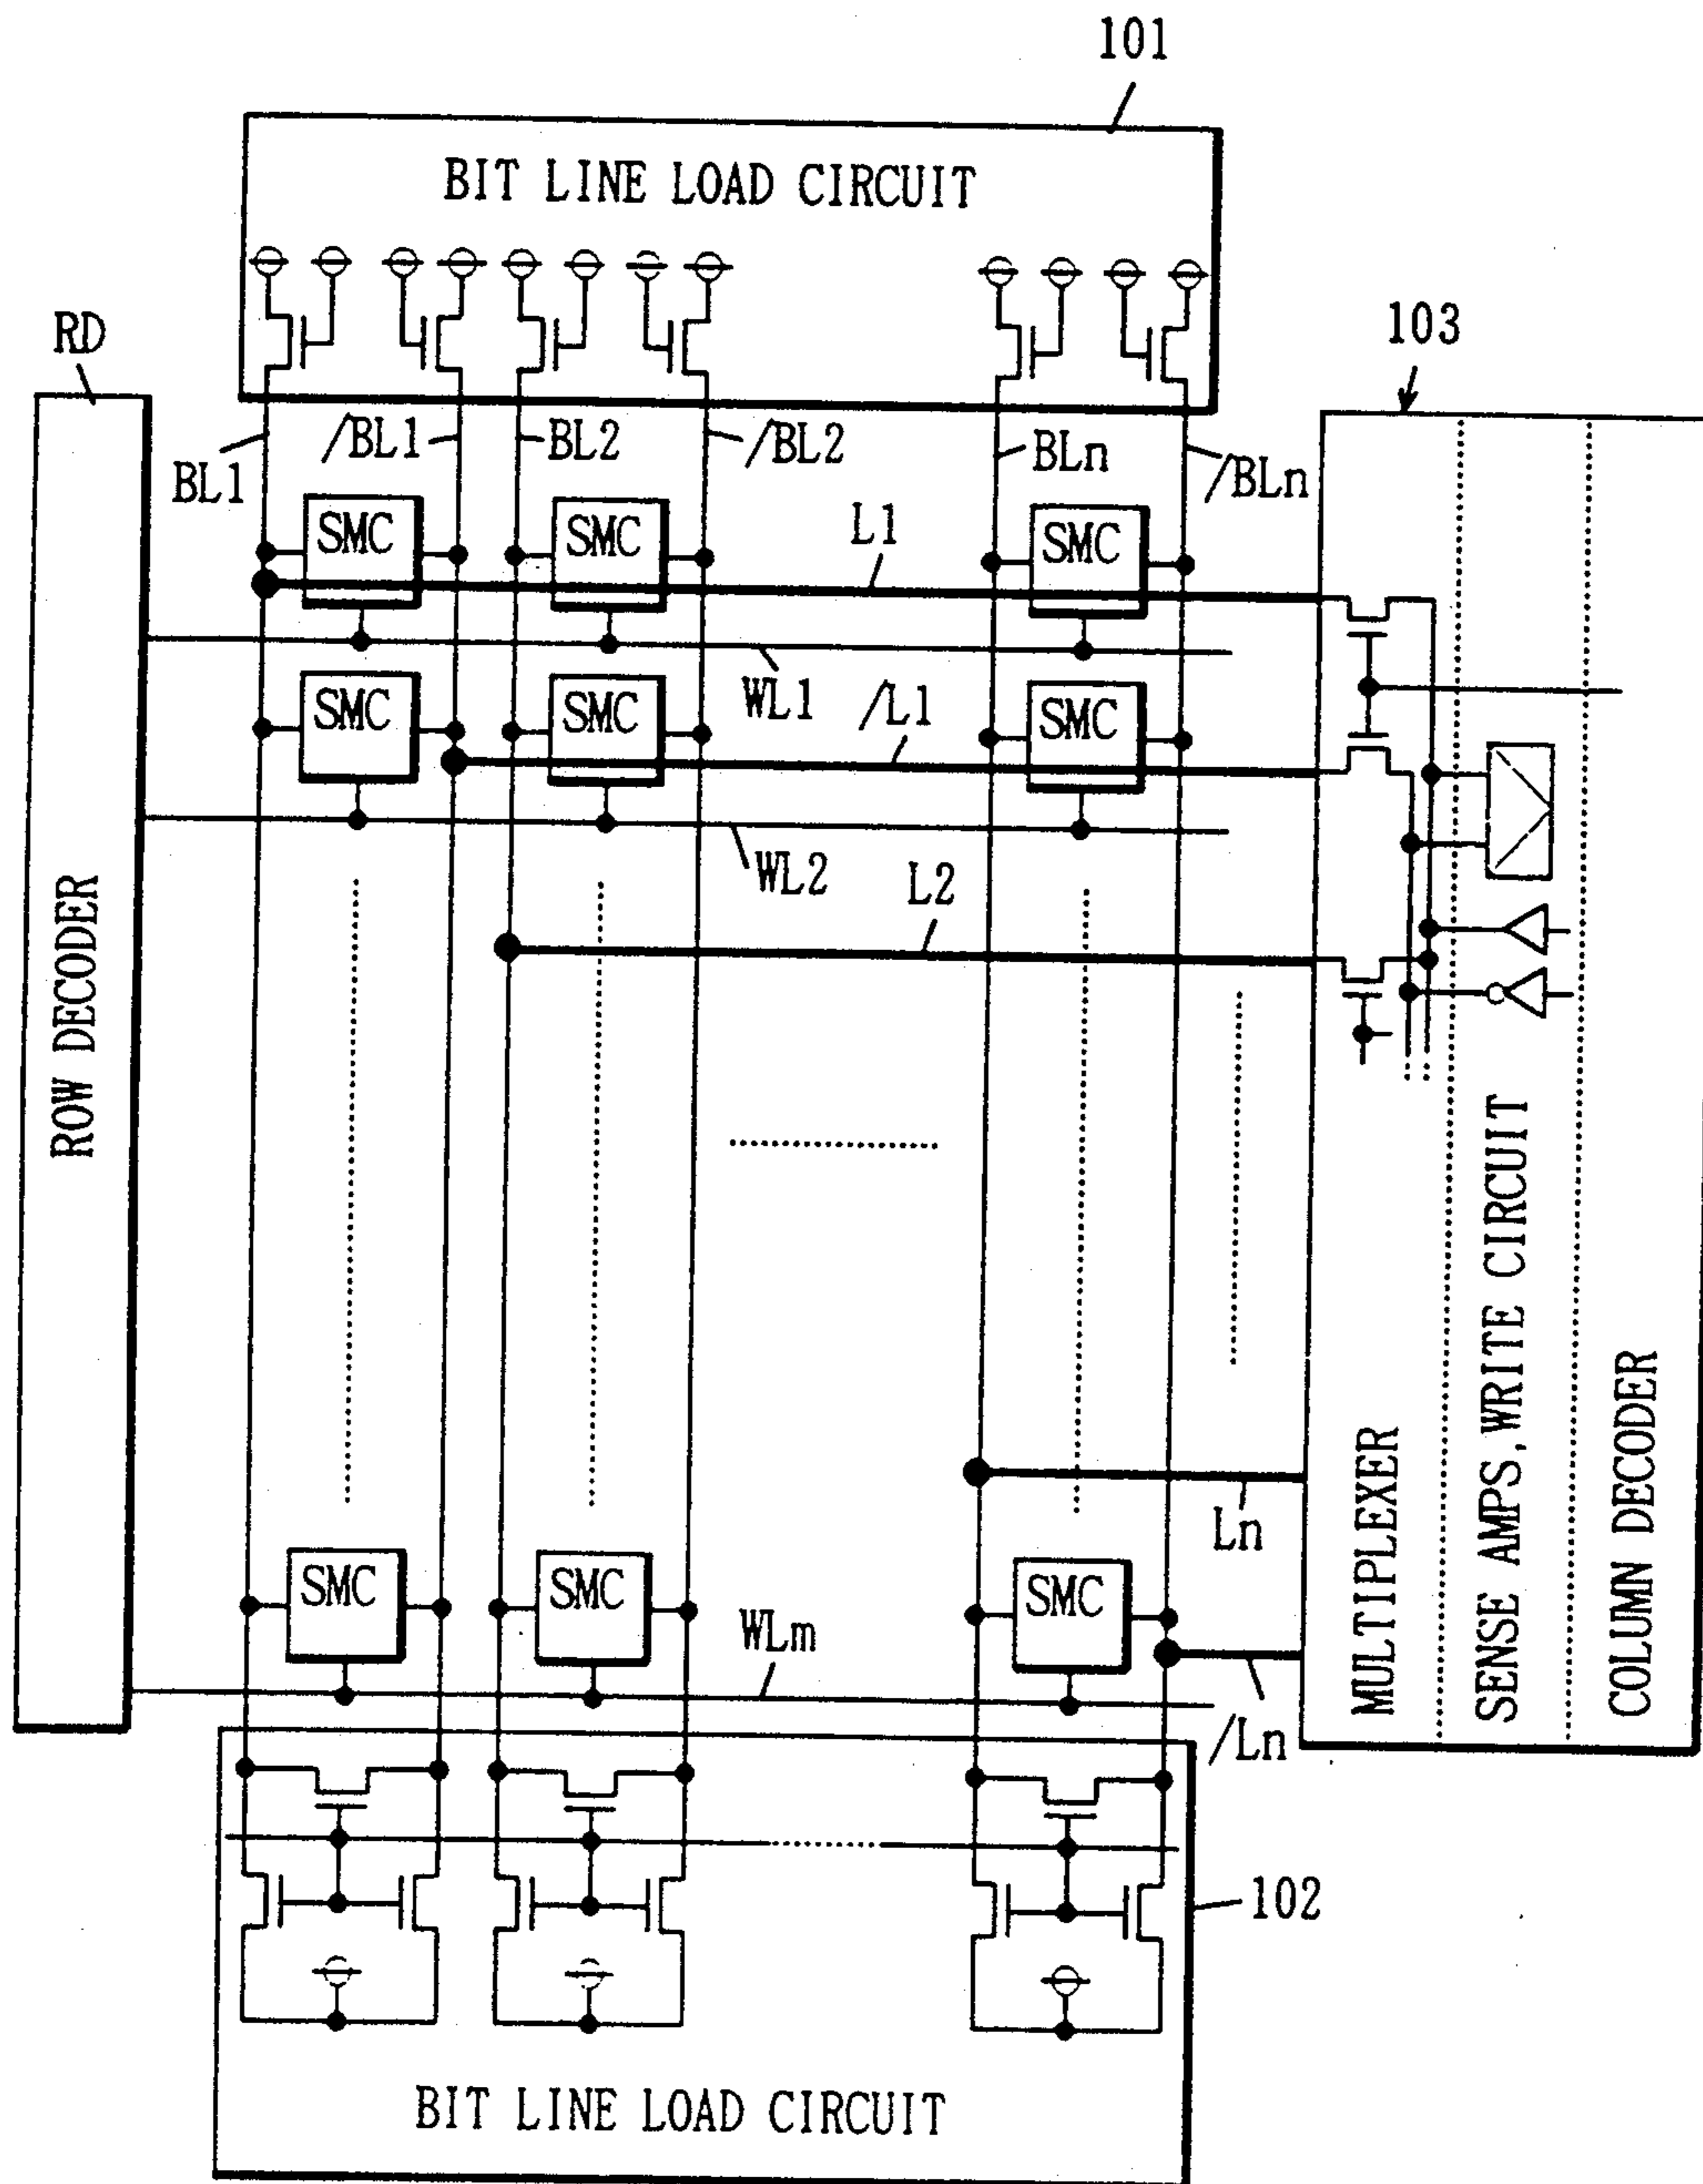 101
BIT LINE LOAD CIRCUIT
RD
103
BL1
/BL1
BL2
/BL2
BLn
/BLn
SMC
SMC
SMC
L1
WL1
SMC
SMC
SMC
/L1
WL2
L2
ROW DECODER
MULTIPLEXER
SENSE AMPS, WRITE CIRCUIT
COLUMN DECODER
Ln
SMC
SMC
SMC
WLm
/Ln
102
BIT LINE LOAD CIRCUIT